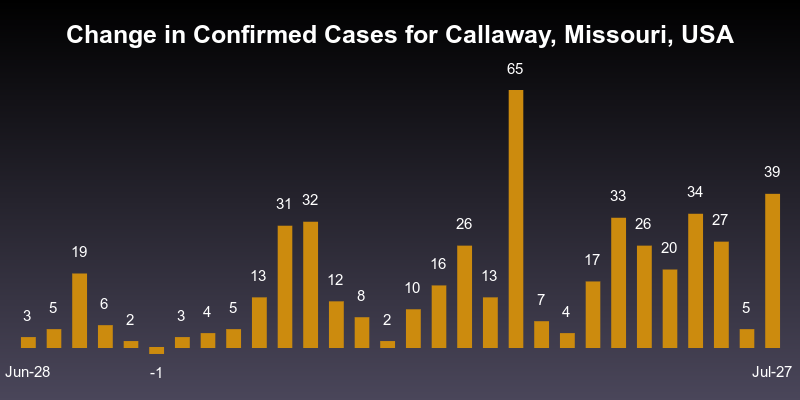 Change in Confirmed Cases for Callaway, Missouri, USA
3 5 19 6 2 -1 3 4 5 13 31 32 12 8 2 10 16 26 13 65 7 4 17 33 26 20 34 27 5 39
Jun-28 Jul-27